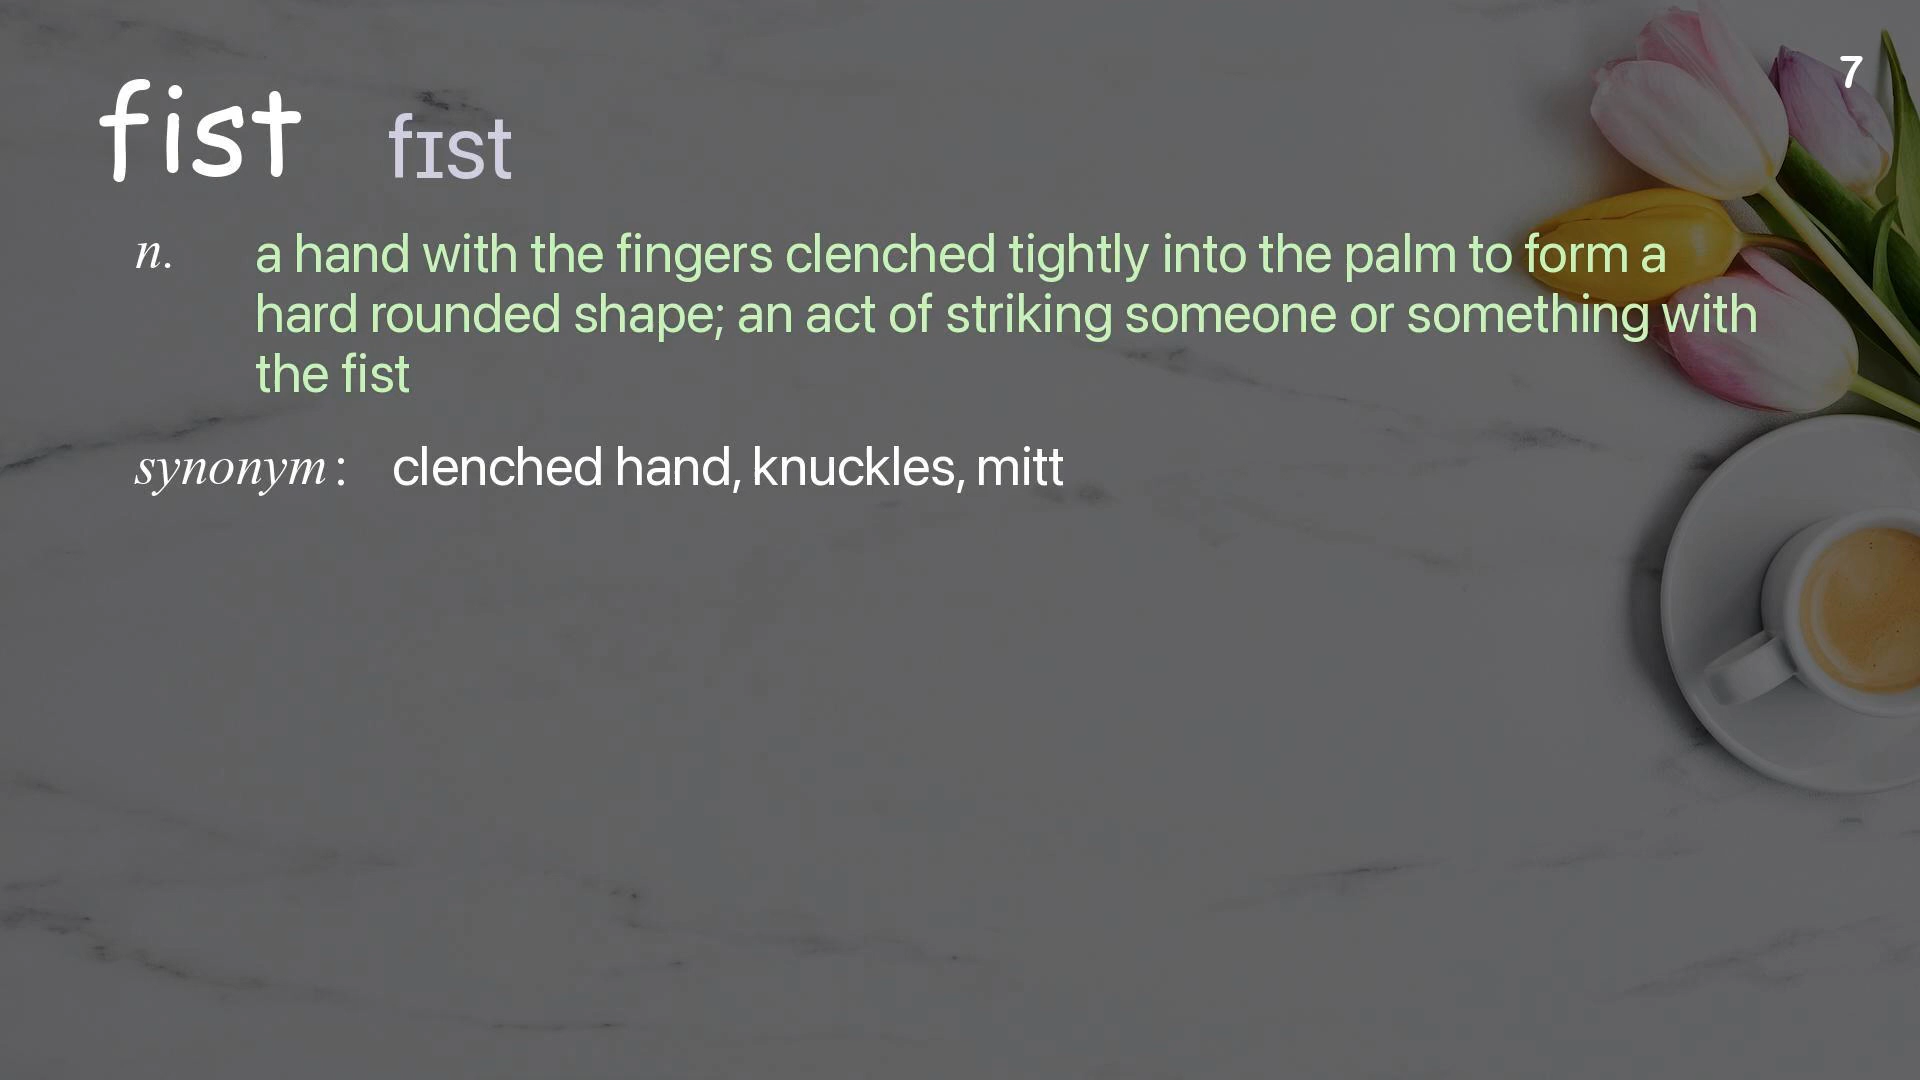 7
fist fɪst
n. a hand with the fingers clenched tightly into the palm to form a
hard rounded shape; an act of striking someone or something with
the fist
synonym : clenched hand, knuckles, mitt